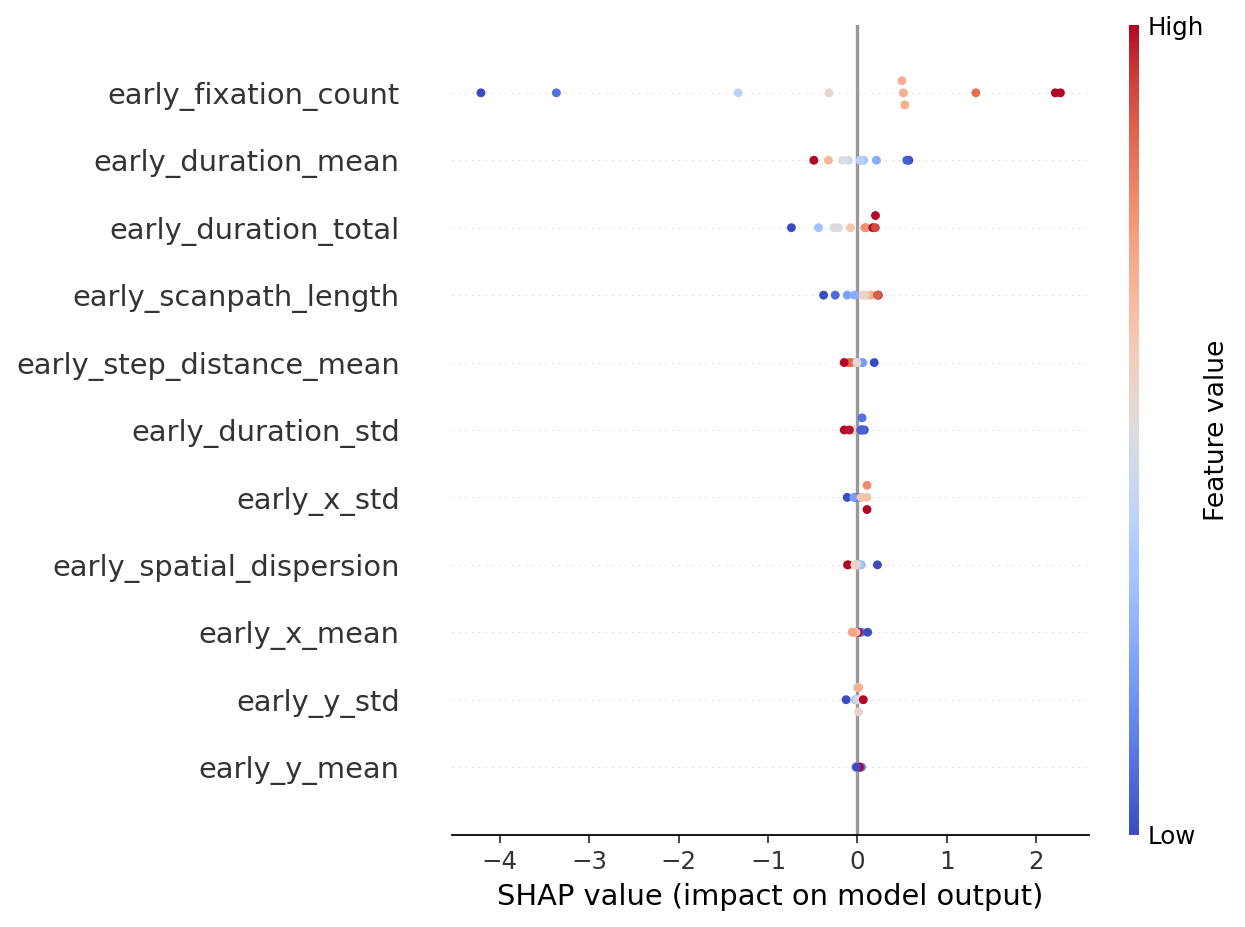 High
early_fixation_count
early_duration_mean
early_duration_total
early_scanpath_length
early_step_distance_mean
early_duration_std
early_x_std
early_spatial_dispersion
early_x_mean
early_y_std
early_y_mean
Feature value
Low
−4 −3 −2 −1 0 1 2
SHAP value (impact on model output)